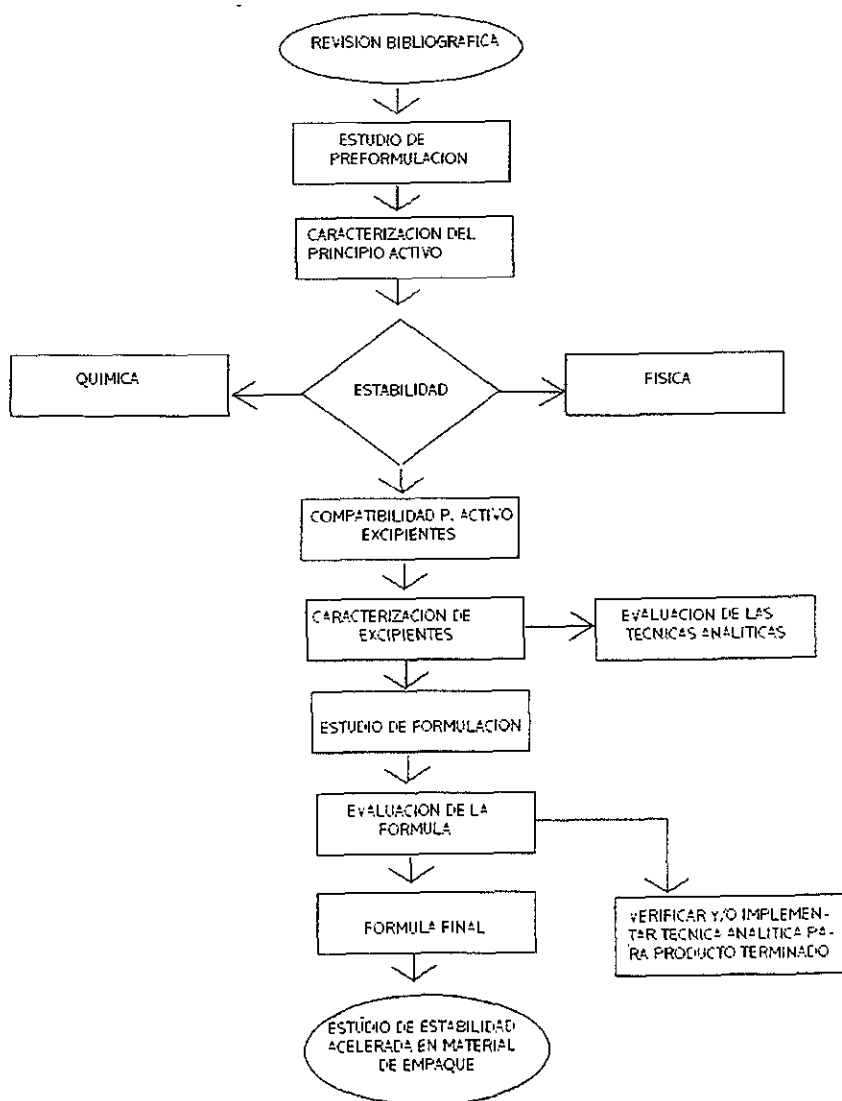 REVISION BIBLIOGRAFICA
ESTUDIO DE
PREFORMULACION
CARACTERIZACION DEL
PRINCIPIO ACTIVO
QUIMICA
ESTABILIDAD
FISICA
COMPATIBILIDAD P. ACTIVO
EXCIPIENTES
CARACTERIZACION DE
EXCIPIENTES
EVALUACION DE LAS
TECNICAS ANALITICAS
ESTUDIO DE FORMULACION
EVALUACION DE LA
FORMULA
FORMULA FINAL
VERIFICAR Y/O IMPLEMEN-
TAR TECNICA ANALITICA PA-
RA PRODUCTO TERMINADO
ESTUDIO DE ESTABILIDAD
ACELERADA EN MATERIAL
DE EMPAQUE